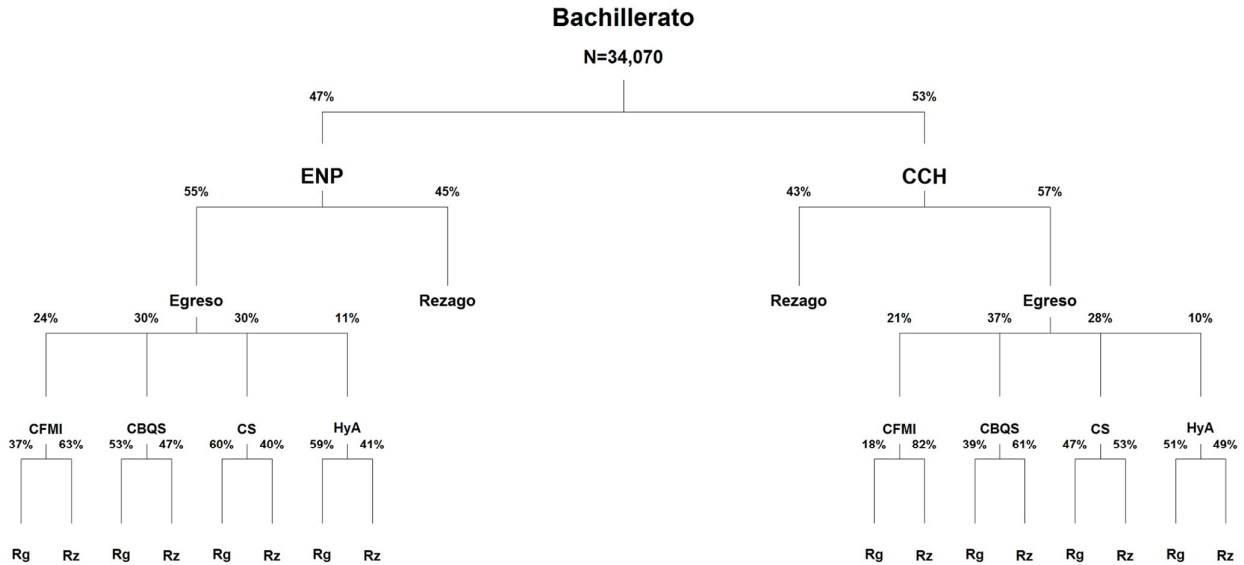 Bachillerato
N=34,070
47% 53%
ENP CCH
55% 45% 43% 57%
Egreso Rezago Rezago Egreso
24% 30% 30% 11% 21% 37% 28% 10%
CFMI CBQS CS HyA CFMI CBQS CS HyA
37% 63% 53% 47% 60% 40% 59% 41% 18% 82% 39% 61% 47% 53% 51% 49%
Rg Rz Rg Rz Rg Rz Rg Rz Rg Rz Rg Rz Rg Rz Rg Rz